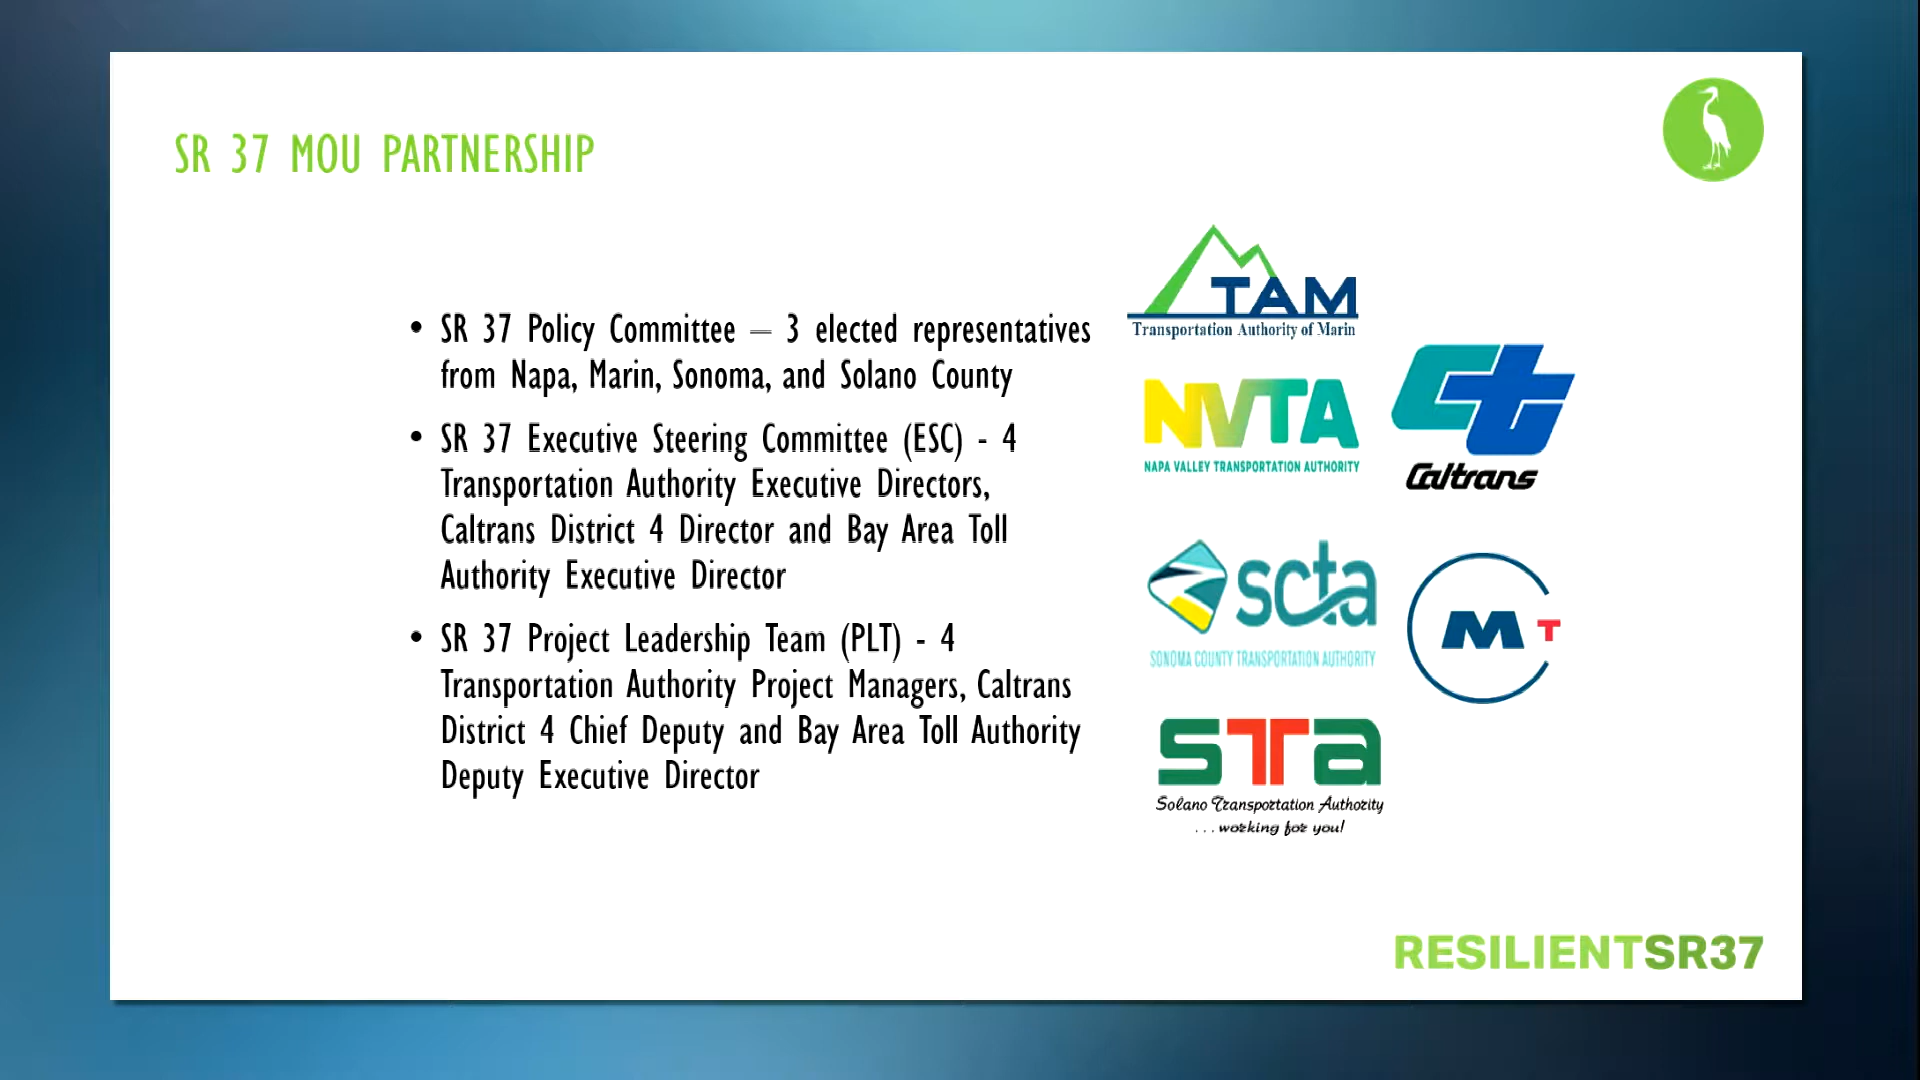 SR 37 MOU PARTNERSHIP
• SR 37 Policy Committee – 3 elected representatives
from Napa, Marin, Sonoma, and Solano County
• SR 37 Executive Steering Committee (ESC) - 4
Transportation Authority Executive Directors,
Caltrans District 4 Director and Bay Area Toll
Authority Executive Director
• SR 37 Project Leadership Team (PLT) - 4
Transportation Authority Project Managers, Caltrans
District 4 Chief Deputy and Bay Area Toll Authority
Deputy Executive Director
TAM
Transportation Authority of Marin
NVTA
NAPA VALLEY TRANSPORTATION AUTHORITY
Ct
Caltrans
scta
SONOMA COUNTY TRANSPORTATION AUTHORITY
M T
STa
Solano Transportation Authority
...working for you!
RESILIENTSR37